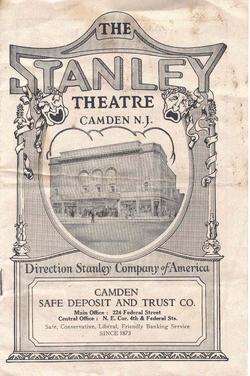 THE
STANLEY
THEATRE
CAMDEN N.J.
Direction Stanley Company of America
CAMDEN
SAFE DEPOSIT AND TRUST CO.
Main Office : 224 Federal Street
Central Office : N. E. Cor. 4th & Federal Sts.
Safe, Conservative, Liberal, Friendly Banking Service
SINCE 1873